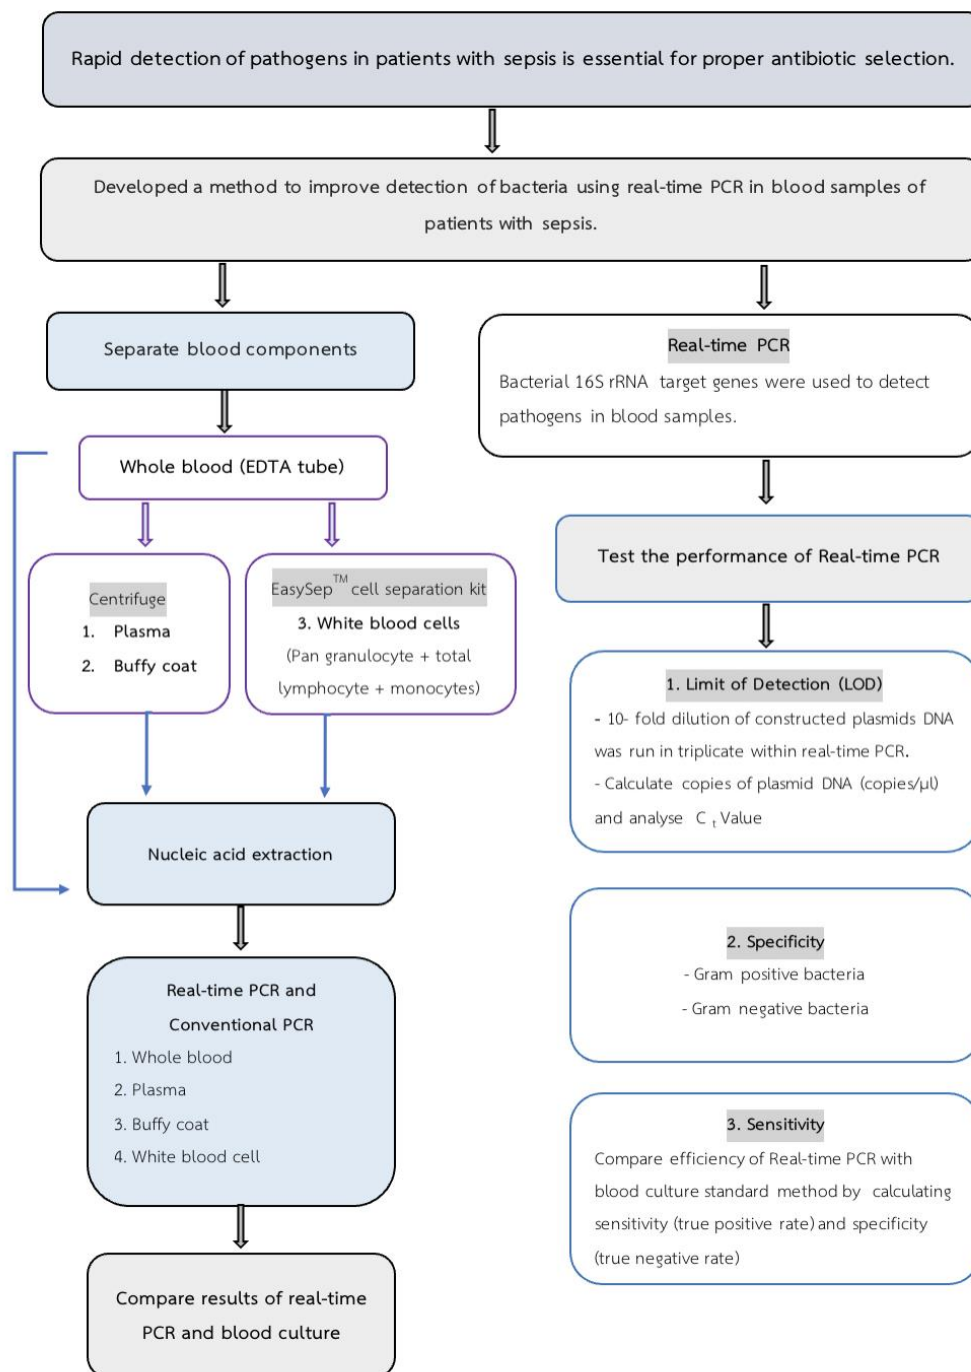 Rapid detection of pathogens in patients with sepsis is essential for proper antibiotic selection.
Developed a method to improve detection of bacteria using real-time PCR in blood samples of
patients with sepsis.
Separate blood components
Whole blood (EDTA tube)
Centrifuge
1. Plasma
2. Buffy coat
EasySep™ cell separation kit
3. White blood cells
(Pan granulocyte + total
lymphocyte + monocytes)
Nucleic acid extraction
Real-time PCR and
Conventional PCR
1. Whole blood
2. Plasma
3. Buffy coat
4. White blood cell
Compare results of real-time
PCR and blood culture
Real-time PCR
Bacterial 16S rRNA target genes were used to detect
pathogens in blood samples.
Test the performance of Real-time PCR
1. Limit of Detection (LOD)
- 10- fold dilution of constructed plasmids DNA
was run in triplicate within real-time PCR.
- Calculate copies of plasmid DNA (copies/µl)
and analyse C t Value
2. Specificity
- Gram positive bacteria
- Gram negative bacteria
3. Sensitivity
Compare efficiency of Real-time PCR with
blood culture standard method by calculating
sensitivity (true positive rate) and specificity
(true negative rate)